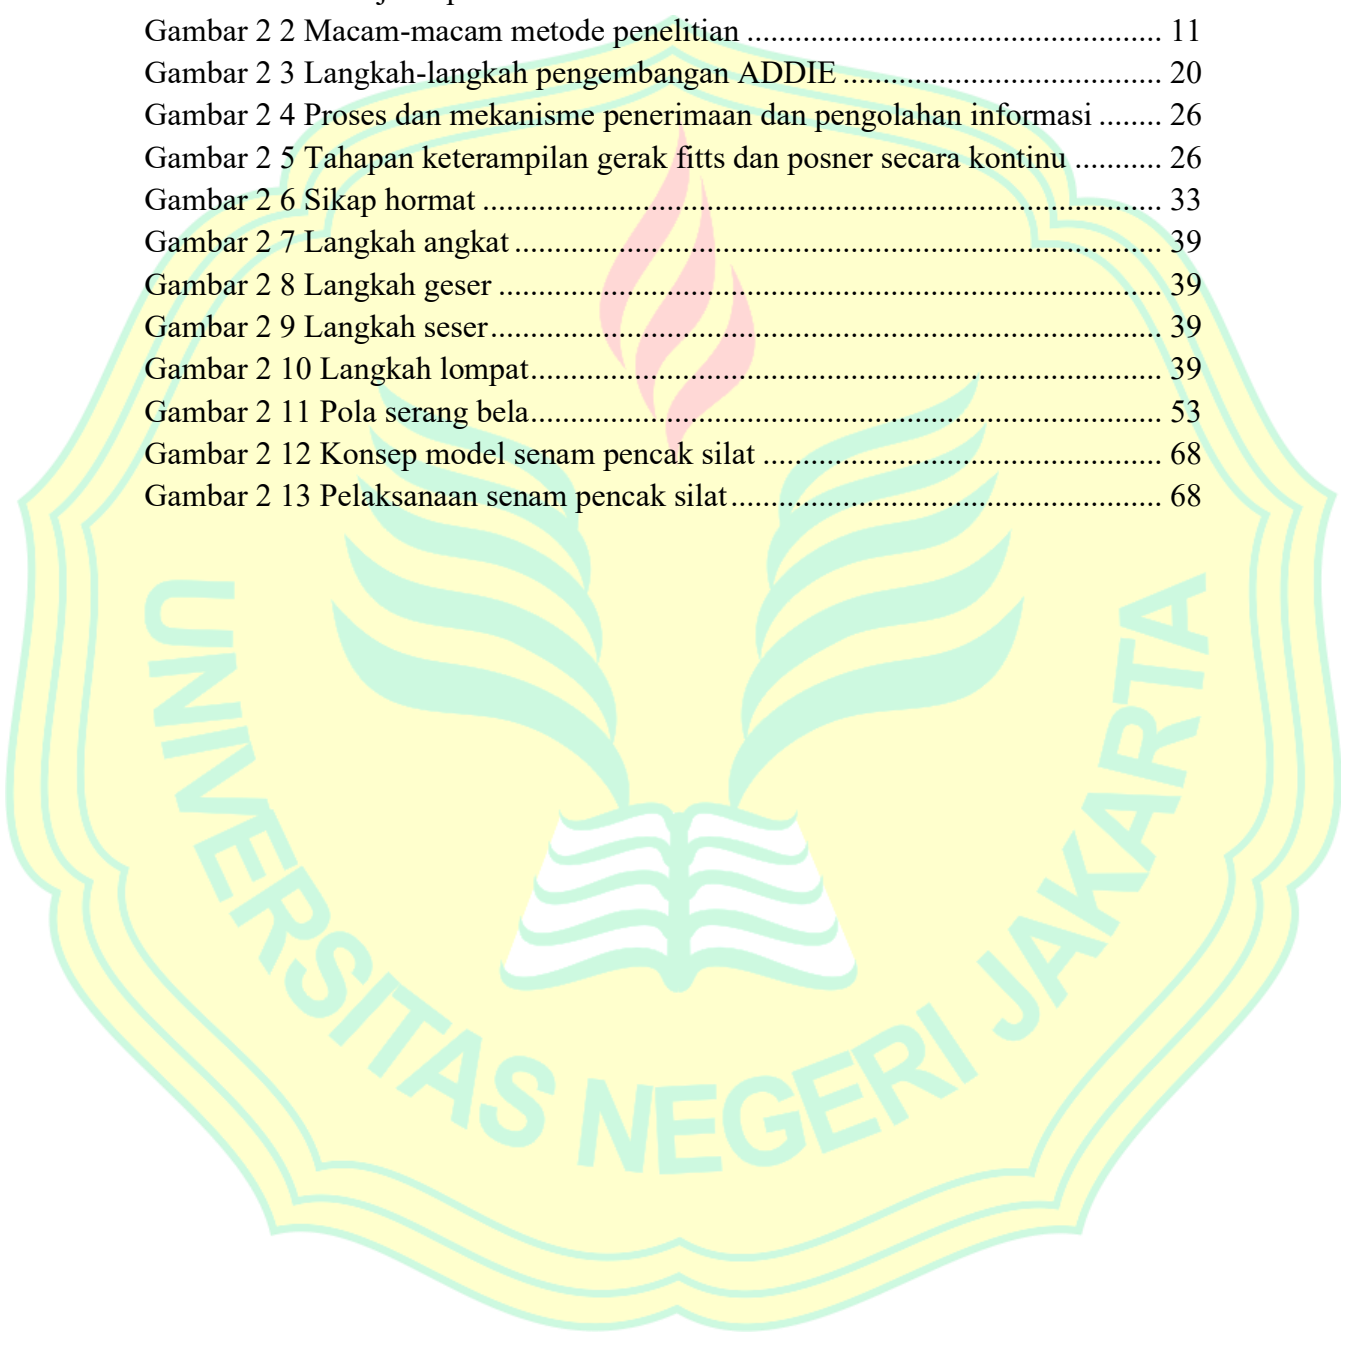 Gambar 2 2 Macam-macam metode penelitian .................................................... 11
Gambar 2 3 Langkah-langkah pengembangan ADDIE ........................................ 20
Gambar 2 4 Proses dan mekanisme penerimaan dan pengolahan informasi ........ 26
Gambar 2 5 Tahapan keterampilan gerak fitts dan posner secara kontinu ........... 26
Gambar 2 6 Sikap hormat ..................................................................................... 33
Gambar 2 7 Langkah angkat ................................................................................. 39
Gambar 2 8 Langkah geser ................................................................................... 39
Gambar 2 9 Langkah seser.................................................................................... 39
Gambar 2 10 Langkah lompat............................................................................... 39
Gambar 2 11 Pola serang bela............................................................................... 53
Gambar 2 12 Konsep model senam pencak silat .................................................. 68
Gambar 2 13 Pelaksanaan senam pencak silat...................................................... 68
UNIVERSITAS NEGERI JAKARTA